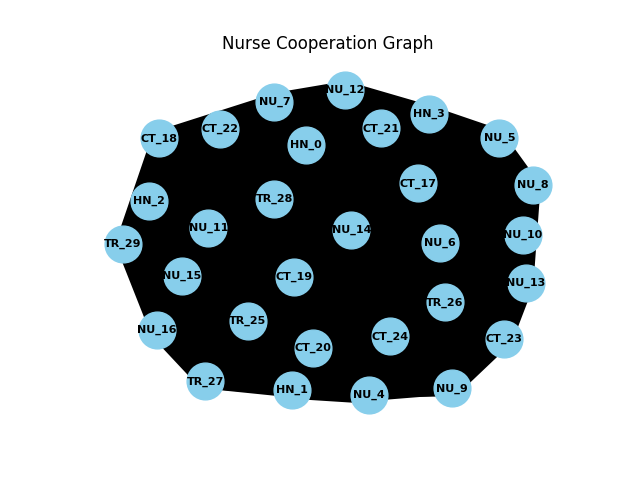 Nurse Cooperation Graph
NU_12
NU_7
HN_3
CT_22
CT_21
CT_18
NU_5
HN_0
CT_17
NU_8
TR_28
HN_2
NU_11
NU_14
NU_10
TR_29
NU_6
NU_15
CT_19
NU_13
TR_26
TR_25
NU_16
CT_24
CT_23
CT_20
TR_27
HN_1
NU_9
NU_4